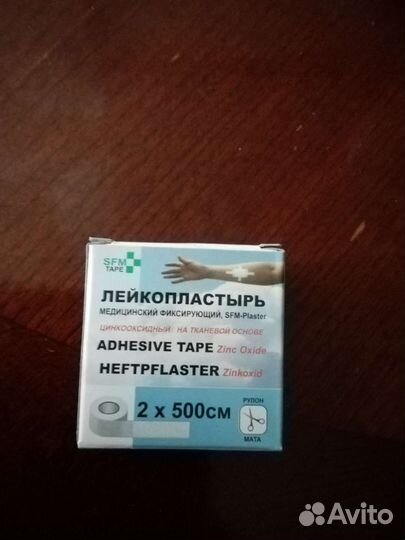 SFM
TAPE
ЛЕЙКОПЛАСТЫРЬ
МЕДИЦИНСКИЙ ФИКСИРУЮЩИЙ, SFM-Plaster
ЦИНКООКСИДНЫЙ НА ТКАНЕВОЙ ОСНОВЕ
ADHESIVE TAPE Zinc Oxide
HEFTPFLASTER Zinkoxid
2 x 500см
РУЛОН
МАТА
Avito